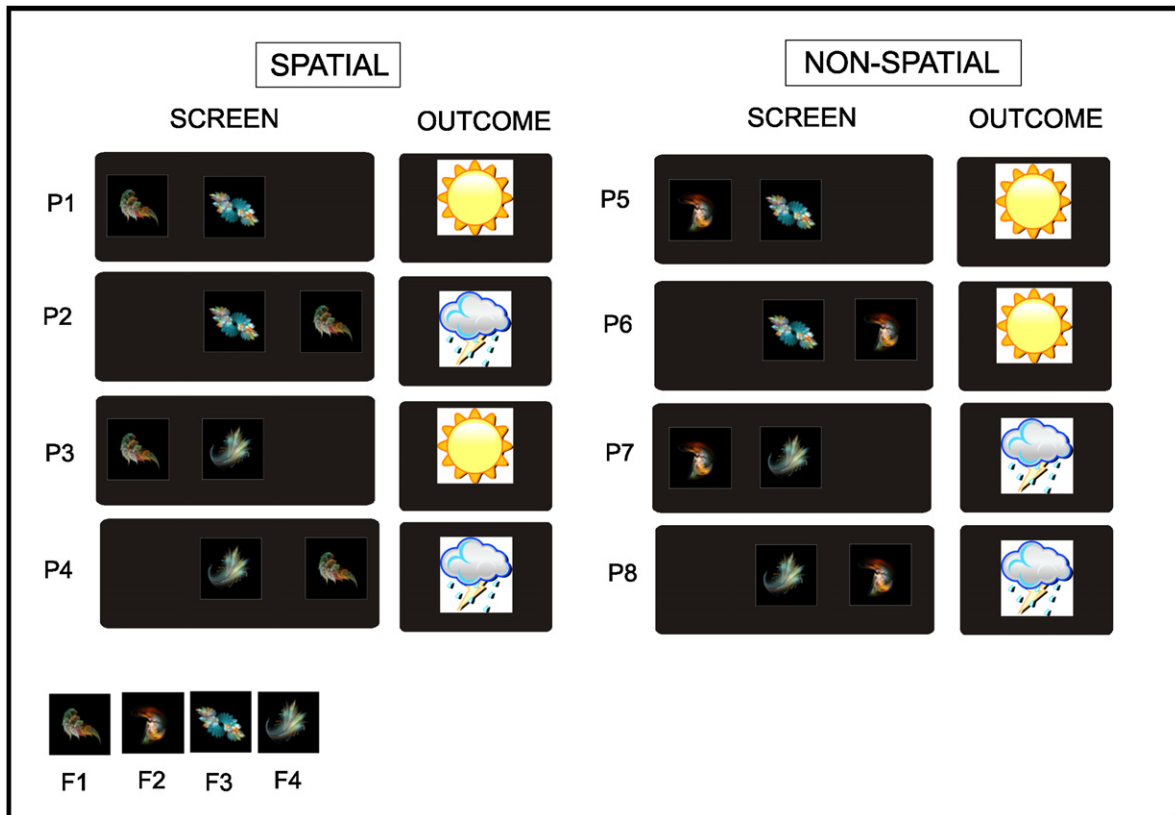 SPATIAL
NON-SPATIAL
SCREEN
OUTCOME
SCREEN
OUTCOME
P1
P5
P2
P6
P3
P7
P4
P8
F1
F2
F3
F4